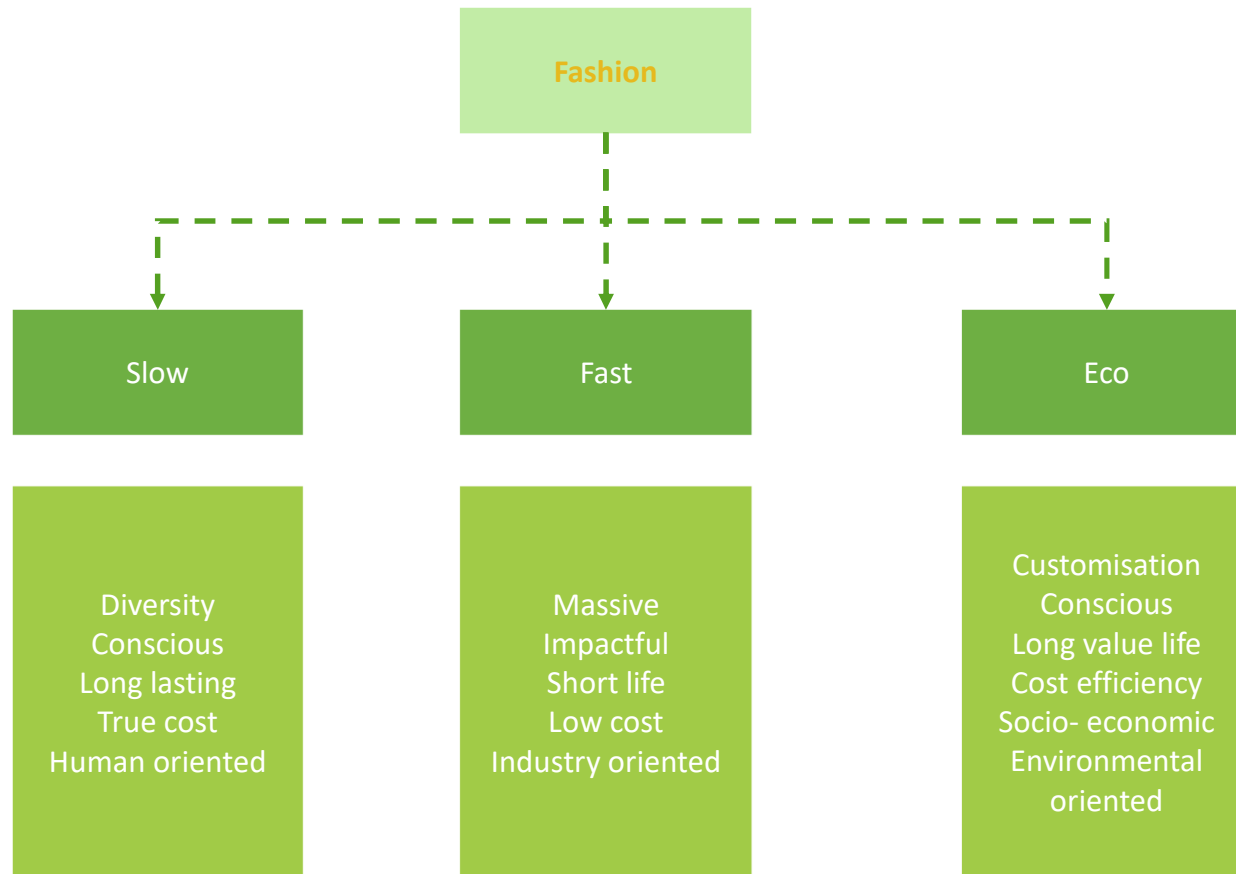 Fashion
Slow
Fast
Eco
Diversity
Conscious
Long lasting
True cost
Human oriented
Massive
Impactful
Short life
Low cost
Industry oriented
Customisation
Conscious
Long value life
Cost efficiency
Socio- economic
Environmental
oriented